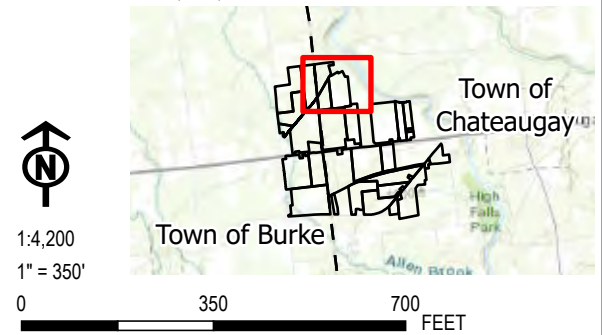 Town of
Chateaugay
High
Falls
Park
Town of Burke
Allen Brook
N
1:4,200
1" = 350'
0 350 700
FEET